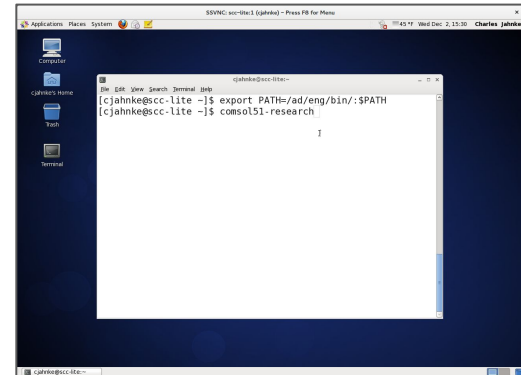 SSVNC: scc-lite:1 (cjahnke) - Press F8 for Menu
Applications Places System 45 °F Wed Dec 2, 15:30 Charles Jahnke
Computer
cjahnke's Home
Trash
Terminal
cjahnke@scc-lite:~
File Edit View Search Terminal Help
[cjahnke@scc-lite ~]$ export PATH=/ad/eng/bin/:$PATH
[cjahnke@scc-lite ~]$ comsol51-research
cjahnke@scc-lite:~